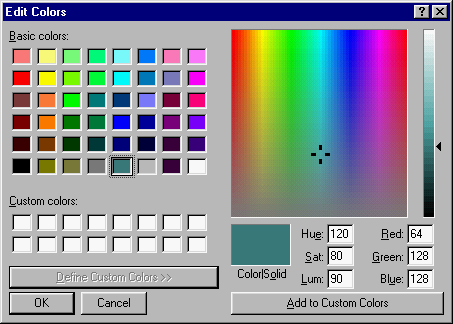 Edit Colors
Basic colors:
Custom colors:
Define Custom Colors >>
OK Cancel
Color|Solid
Hue: 120 Red: 64
Sat: 80 Green: 128
Lum: 90 Blue: 128
Add to Custom Colors